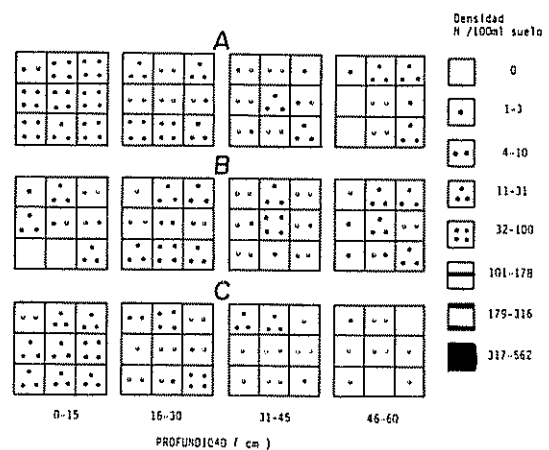 Densidad
N /100ml suelo
A
0
1-3
4-10
B
11-31
32-100
101-178
C
179-316
317-562
0-15
16-30
31-45
46-60
PROFUNDIDAD ( cm )